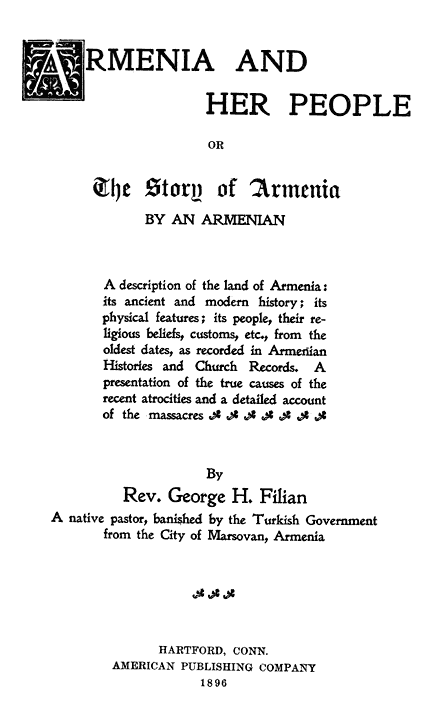 ARMENIA AND
HER PEOPLE
OR
The Story of Armenia
BY AN ARMENIAN
A description of the land of Armenia:
its ancient and modern history; its
physical features; its people, their re-
ligious beliefs, customs, etc., from the
oldest dates, as recorded in Armenian
Histories and Church Records. A
presentation of the true causes of the
recent atrocities and a detailed account
of the massacres
By
Rev. George H. Filian
A native pastor, banished by the Turkish Government
from the City of Marsovan, Armenia
HARTFORD, CONN.
AMERICAN PUBLISHING COMPANY
1896